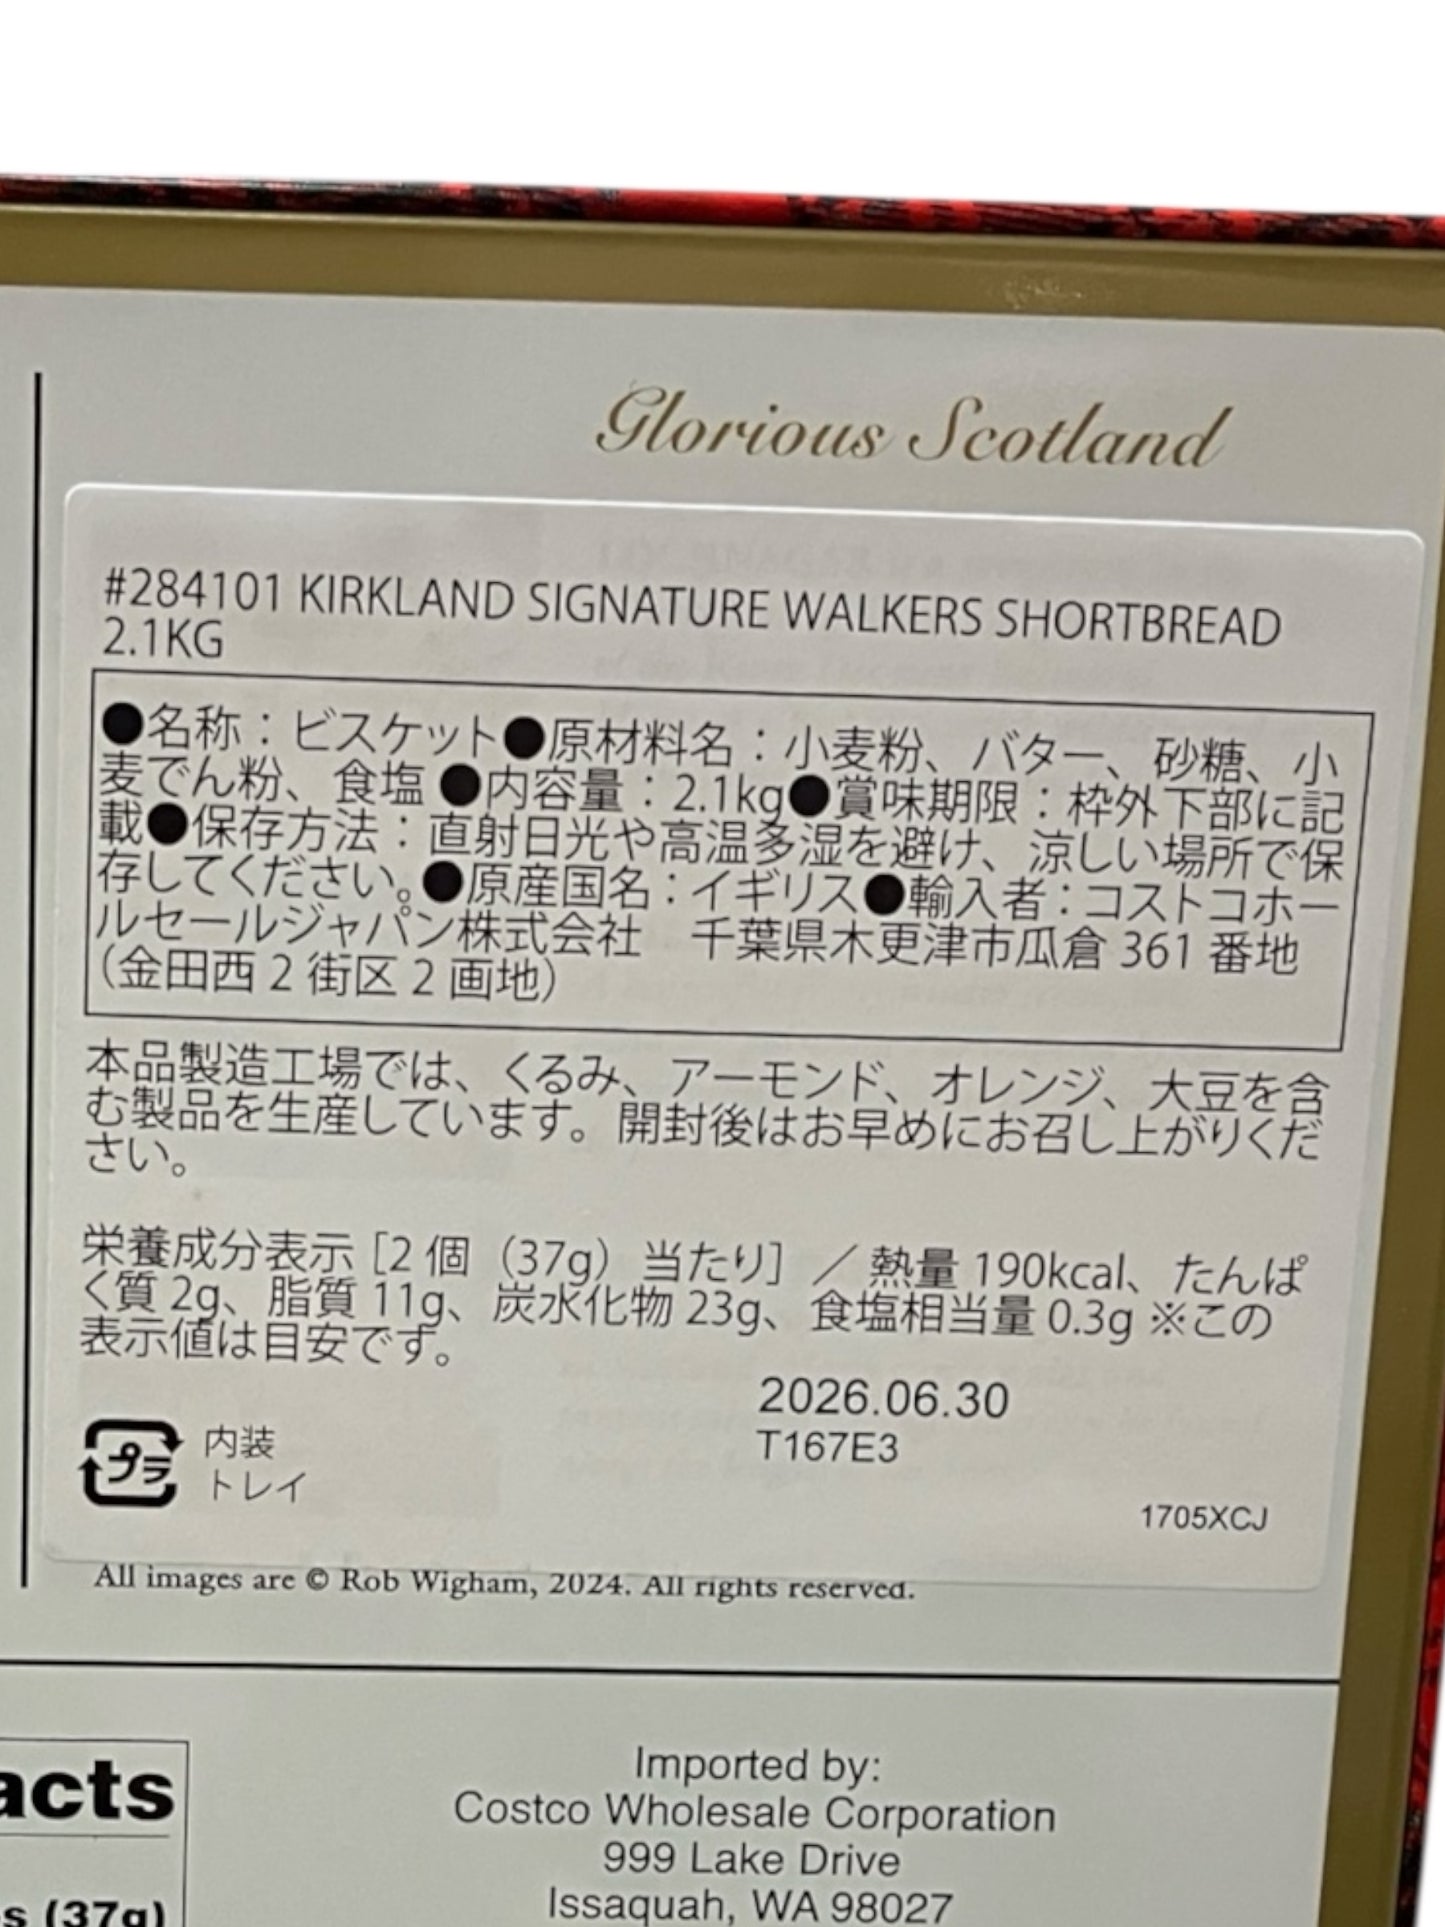 Glorious Scotland
#284101 KIRKLAND SIGNATURE WALKERS SHORTBREAD
2.1KG
●名称：ビスケット●原材料名：小麦粉、バター、砂糖、小
麦でん粉、食塩 ●内容量：2.1kg●賞味期限：枠外下部に記
載●保存方法：直射日光や高温多湿を避け、涼しい場所で保
存してください。●原産国名：イギリス●輸入者：コストコホー
ルセールジャパン株式会社　千葉県木更津市瓜倉 361 番地
（金田西 2 街区 2 画地）
本品製造工場では、くるみ、アーモンド、オレンジ、大豆を含
む製品を生産しています。開封後はお早めにお召し上がりくだ
さい。
栄養成分表示［2 個（37g）当たり］／熱量 190kcal、たんぱ
く質 2g、脂質 11g、炭水化物 23g、食塩相当量 0.3g ※この
表示値は目安です。
2026.06.30
T167E3
プラ
内装
トレイ
1705XCJ
All images are © Rob Wigham, 2024. All rights reserved.
acts
s (37g)
Imported by:
Costco Wholesale Corporation
999 Lake Drive
Issaquah, WA 98027